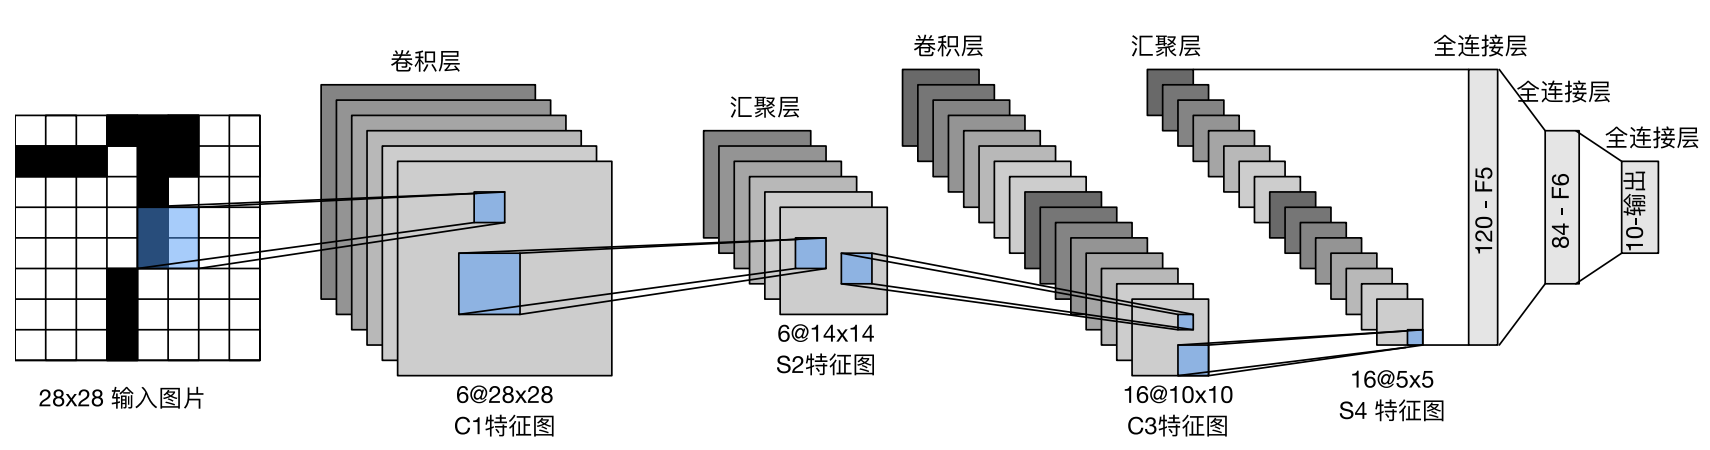 28x28 输入图片
卷积层
6@28x28
C1特征图
汇聚层
6@14x14
S2特征图
卷积层
16@10x10
C3特征图
汇聚层
16@5x5
S4 特征图
全连接层
120 - F5
全连接层
84 - F6
全连接层
10-输出